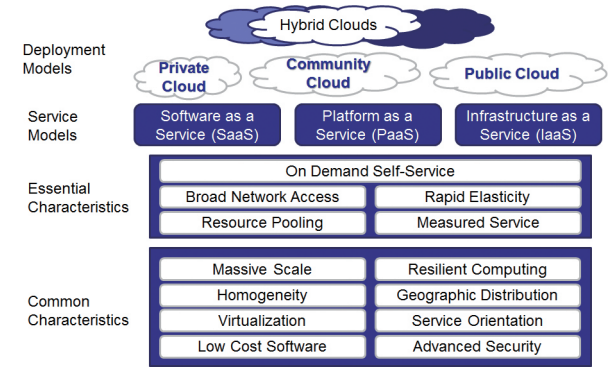 Hybrid Clouds
Deployment
Models
Private
Cloud
Community
Cloud
Public Cloud
Service
Models
Software as a
Service (SaaS)
Platform as a
Service (PaaS)
Infrastructure as a
Service (IaaS)
Essential
Characteristics
On Demand Self-Service
Broad Network Access
Rapid Elasticity
Resource Pooling
Measured Service
Common
Characteristics
Massive Scale
Resilient Computing
Homogeneity
Geographic Distribution
Virtualization
Service Orientation
Low Cost Software
Advanced Security